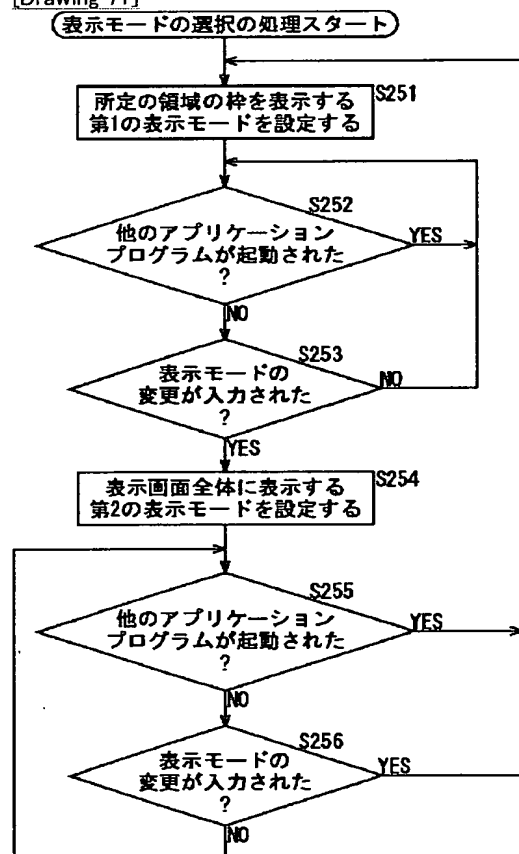 [Drawing 71]
表示モードの選択の処理スタート
S251
所定の領域の枠を表示する
第1の表示モードを設定する
S252
他のアプリケーション
プログラムが起動された
?
YES
NO
S253
表示モードの
変更が入力された
?
NO
YES
S254
表示画面全体に表示する
第2の表示モードを設定する
S255
他のアプリケーション
プログラムが起動された
?
YES
NO
S256
表示モードの
変更が入力された
?
YES
NO